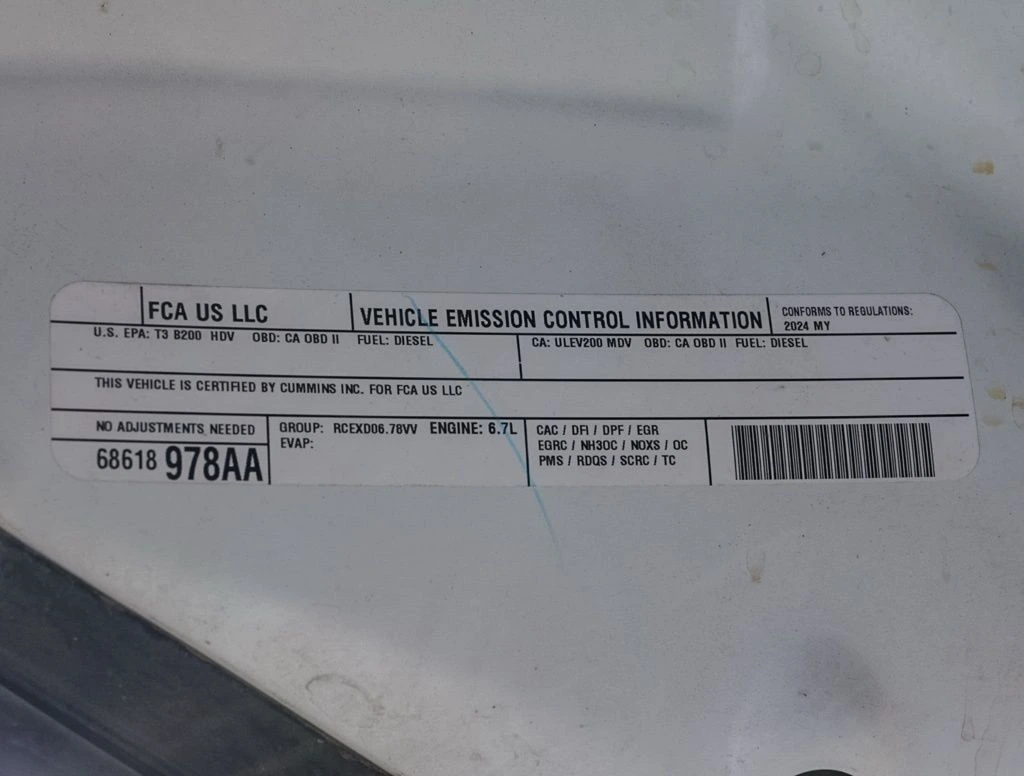 FCA US LLC
VEHICLE EMISSION CONTROL INFORMATION
CONFORMS TO REGULATIONS:
2024 MY
U.S. EPA: T3 B200 HDV OBD: CA OBD II FUEL: DIESEL
CA: ULEV200 MDV OBD: CA OBD II FUEL: DIESEL
THIS VEHICLE IS CERTIFIED BY CUMMINS INC. FOR FCA US LLC
NO ADJUSTMENTS NEEDED
68618 978AA
GROUP: RCEXD06.78VV ENGINE: 6.7L
EVAP:
CAC / DFI / DPF / EGR
EGRC / NH3OC / NOXS / OC
PMS / RDQS / SCRC / TC